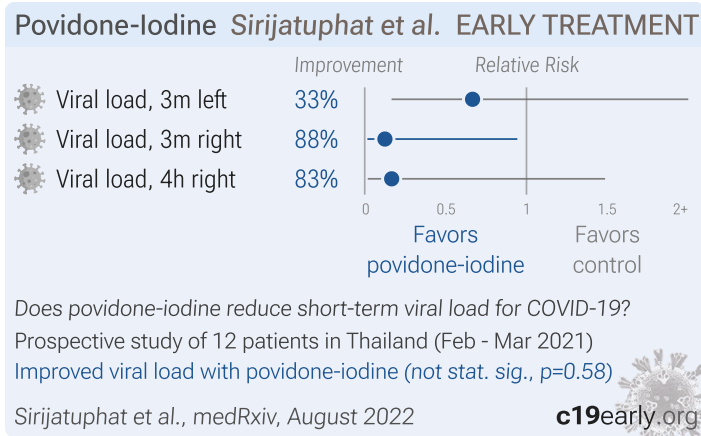 Povidone-Iodine Sirijatuphat et al. EARLY TREATMENT
Improvement Relative Risk
Viral load, 3m left 33%
Viral load, 3m right 88%
Viral load, 4h right 83%
0 0.5 1 1.5 2+
Favors povidone-iodine
Favors control
Does povidone-iodine reduce short-term viral load for COVID-19?
Prospective study of 12 patients in Thailand (Feb - Mar 2021)
Improved viral load with povidone-iodine (not stat. sig., p=0.58)
Sirijatuphat et al., medRxiv, August 2022 c19early.org